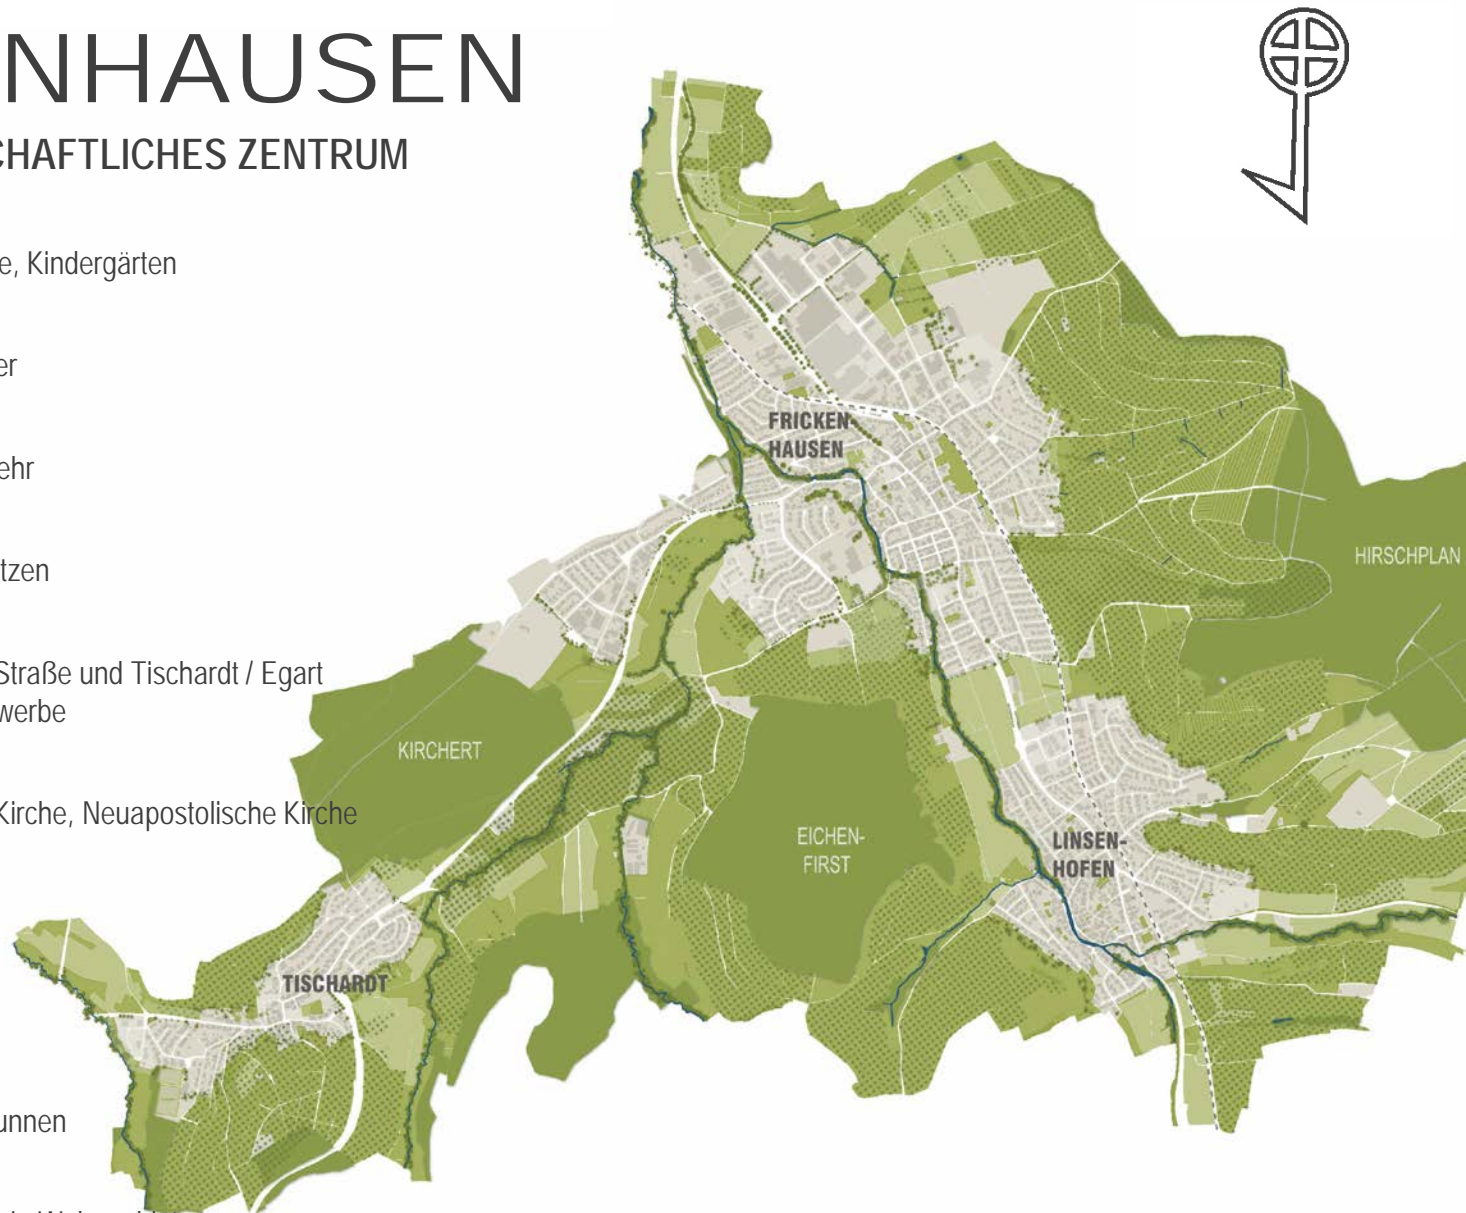 NHAUSEN
CHAFTLICHES ZENTRUM
e, Kindergärten
er
ehr
tzen
Straße und Tischardt / Egart
werbe
Kirche, Neuapostolische Kirche
unnen
FRICKEN-
HAUSEN
HIRSCHPLAN
KIRCHERT
EICHEN-
FIRST
LINSEN-
HOFEN
TISCHARDT